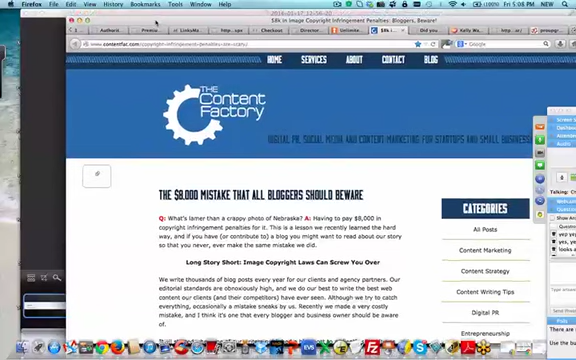 Firefox File Edit View History Bookmarks Tools Window Help
Fri 5:08 PM
$8k in Image Copyright Infringement Penalties: Bloggers, Beware!
HOME SERVICES ABOUT CONTACT BLOG
THE
Content
Factory
DIGITAL PR, SOCIAL MEDIA AND CONTENT MARKETING FOR STARTUPS AND SMALL BUSINESS
THE $8,000 MISTAKE THAT ALL BLOGGERS SHOULD BEWARE
Q: What's lamer than a crappy photo of Nebraska? A: Having to pay $8,000 in
copyright infringement penalties for it. This is a lesson we recently learned the hard
way, and if you (or contribute to) a blog you might want to read about our story
so that you never, ever make the same mistake we did.
Long Story Short: Image Copyright Laws Can Screw You Over
We write thousands of blog posts every year for our clients and agency partners. Our
editorial standards are obnoxiously high, and we do our best to write the best web
content our clients (and their competitors) have ever seen. Although we try to catch
everything, occasionally a mistake sneaks by us. Recently we made a very costly
mistake, and I think it's one that every blogger and business owner should be aware
of.
CATEGORIES
All Posts
Content Marketing
Content Strategy
Content Writing Tips
Digital PR
Entrepreneurship